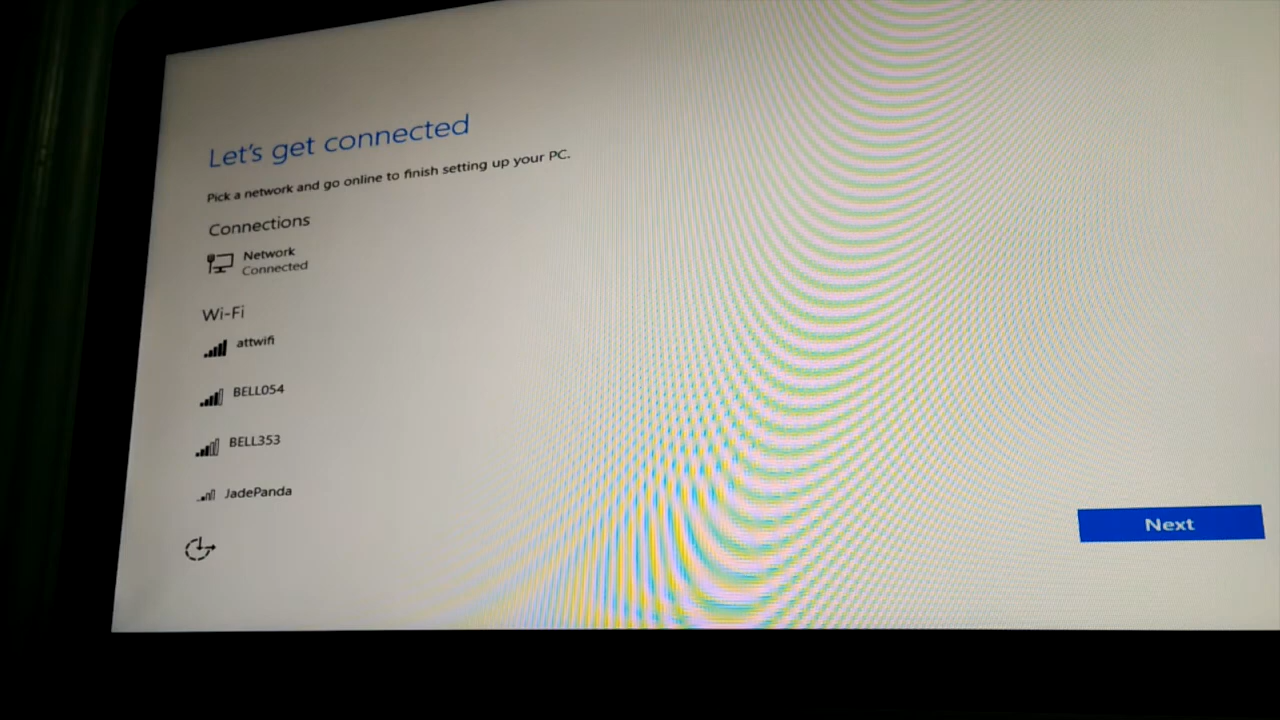 Let's get connected
Pick a network and go online to finish setting up your PC.
Connections
Network
Connected
Wi-Fi
attwifi
BELL054
BELL353
JadePanda
Next